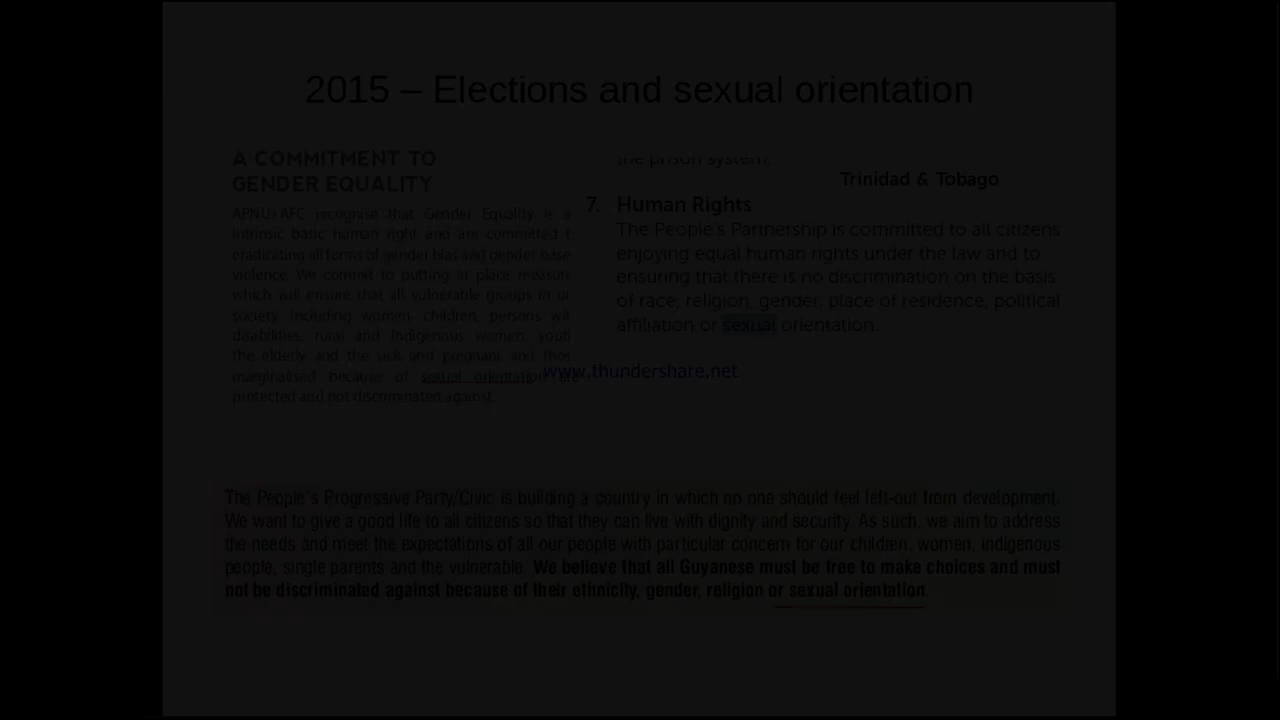 2015 – Elections and sexual orientation
A COMMITMENT TO
GENDER EQUALITY
APNU+AFC recognise that Gender Equality is a
intrinsic basic human right and are committed t
eradicating all forms of gender bias and gender base
violence. We commit to putting in place measure
which will ensure that all vulnerable groups in ou
society, including women, children, persons wit
disabilities, rural and Indigenous women, youth
the elderly and the sick and pregnant and thos
marginalised because of sexual orientation are
protected and not discriminated against.
the prison system.
Trinidad & Tobago
7. Human Rights
The People's Partnership is committed to all citizens
enjoying equal human rights under the law and to
ensuring that there is no discrimination on the basis
of race, religion, gender, place of residence, political
affiliation or sexual orientation.
www.thundershare.net
The People's Progressive Party/Civic is building a country in which no one should feel left-out from development.
We want to give a good life to all citizens so that they can live with dignity and security. As such, we aim to address
the needs and meet the expectations of all our people with particular concern for our children, women, indigenous
people, single parents and the vulnerable. We believe that all Guyanese must be free to make choices and must
not be discriminated against because of their ethnicity, gender, religion or sexual orientation.